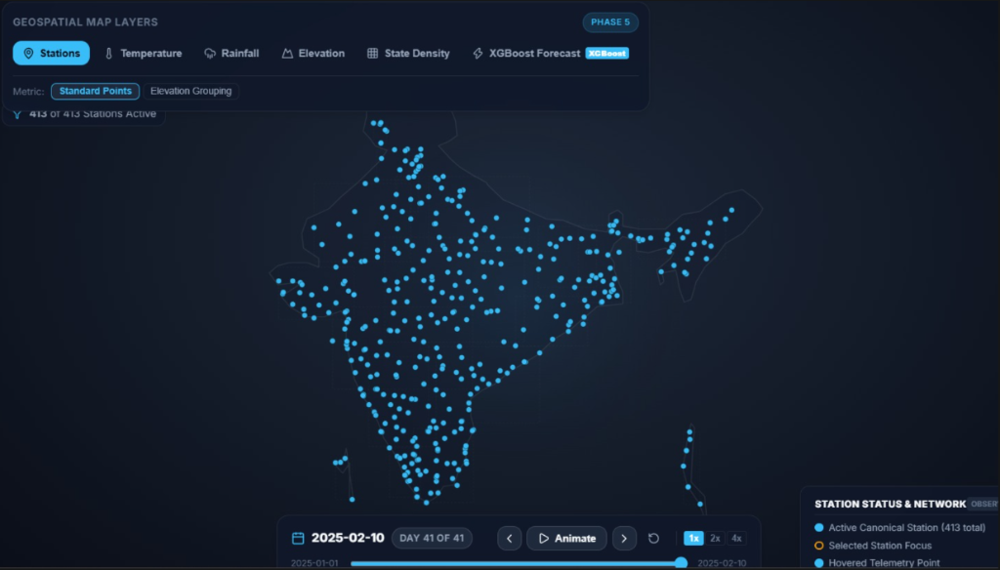 GEOSPATIAL MAP LAYERS
PHASE 5
Stations Temperature Rainfall Elevation State Density XGBoost Forecast XGBoost
Metric: Standard Points Elevation Grouping
413 of 413 Stations Active
2025-02-10 DAY 41 OF 41 Animate 1x 2x 4x
2025-01-01 2025-02-10
STATION STATUS & NETWORK OBSER
Active Canonical Station (413 total)
Selected Station Focus
Hovered Telemetry Point